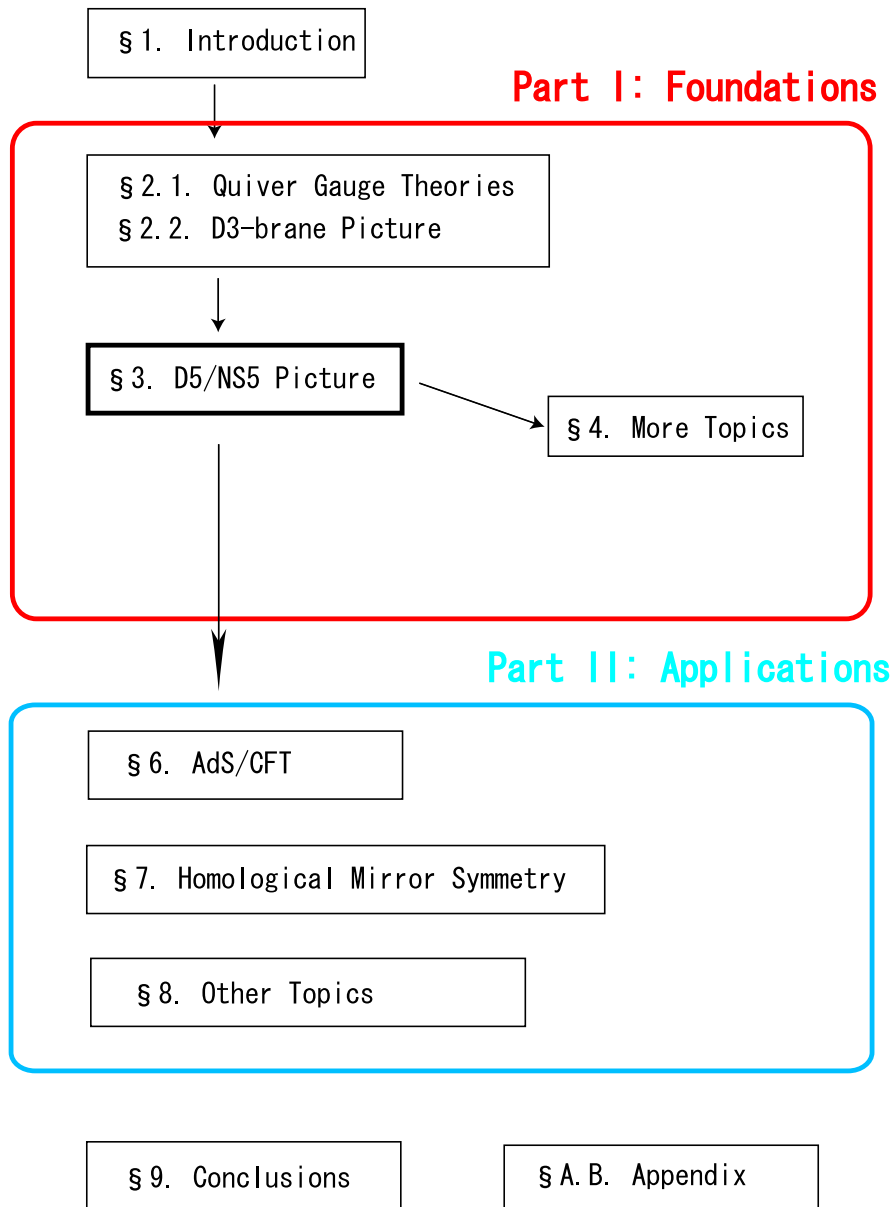 §1. Introduction
Part I: Foundations
§2.1. Quiver Gauge Theories
§2.2. D3-brane Picture
§3. D5/NS5 Picture
§4. More Topics
Part II: Applications
§6. AdS/CFT
§7. Homological Mirror Symmetry
§8. Other Topics
§9. Conclusions
§A.B. Appendix